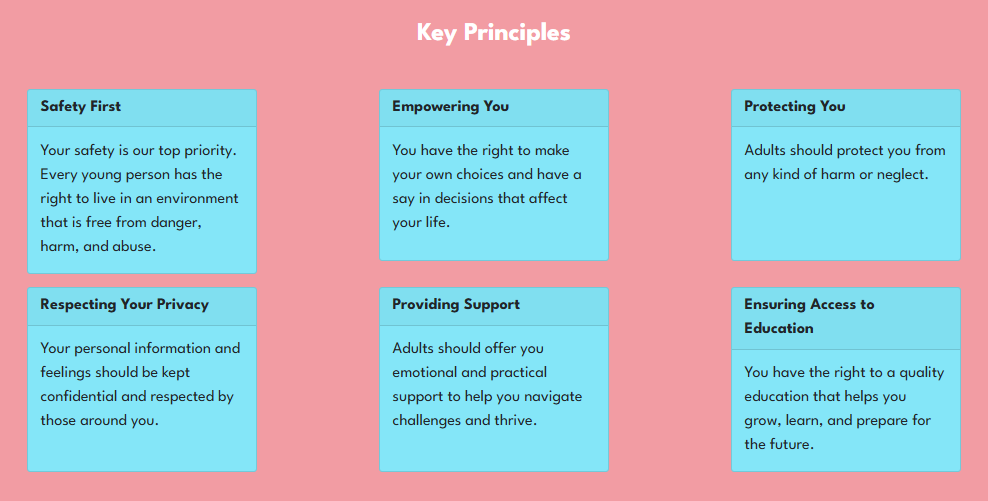 Key Principles
Safety First
Your safety is our top priority.
Every young person has the
right to live in an environment
that is free from danger,
harm, and abuse.
Empowering You
You have the right to make
your own choices and have a
say in decisions that affect
your life.
Protecting You
Adults should protect you from
any kind of harm or neglect.
Respecting Your Privacy
Your personal information and
feelings should be kept
confidential and respected by
those around you.
Providing Support
Adults should offer you
emotional and practical
support to help you navigate
challenges and thrive.
Ensuring Access to
Education
You have the right to a quality
education that helps you
grow, learn, and prepare for
the future.